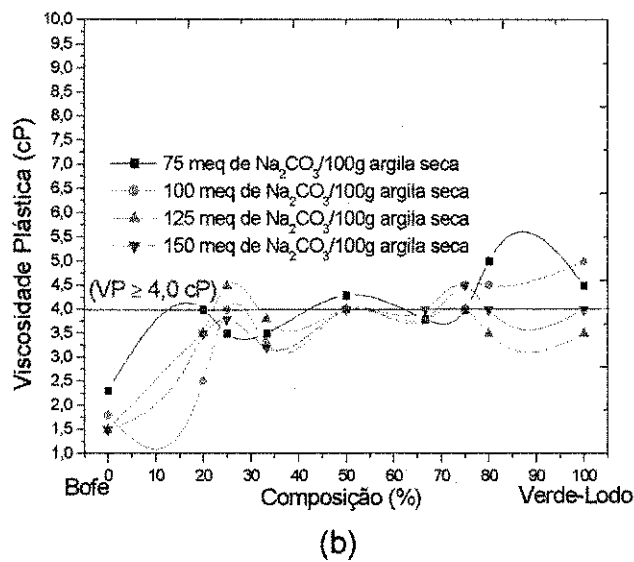 10,0
9,5
9,0
8,5
8,0
7,5
7,0
6,5
6,0
5,5
5,0
4,5
4,0
3,5
3,0
2,5
2,0
1,5
1,0
Viscosidade Plástica (cP)
75 meq de Na₂CO₃/100g argila seca
100 meq de Na₂CO₃/100g argila seca
125 meq de Na₂CO₃/100g argila seca
150 meq de Na₂CO₃/100g argila seca
(VP ≥ 4,0 cP)
0 10 20 30 40 50 60 70 80 90 100
Bofe Composição (%) Verde-Lodo
(b)